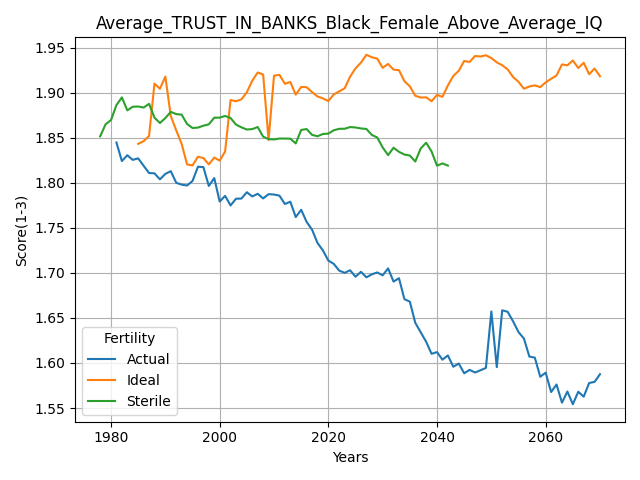 Average_TRUST_IN_BANKS_Black_Female_Above_Average_IQ
1.95
1.90
1.85
1.80
1.75
1.70
1.65
1.60
1.55
Score(1-3)
Fertility
Actual
Ideal
Sterile
1980
2000
2020
2040
2060
Years